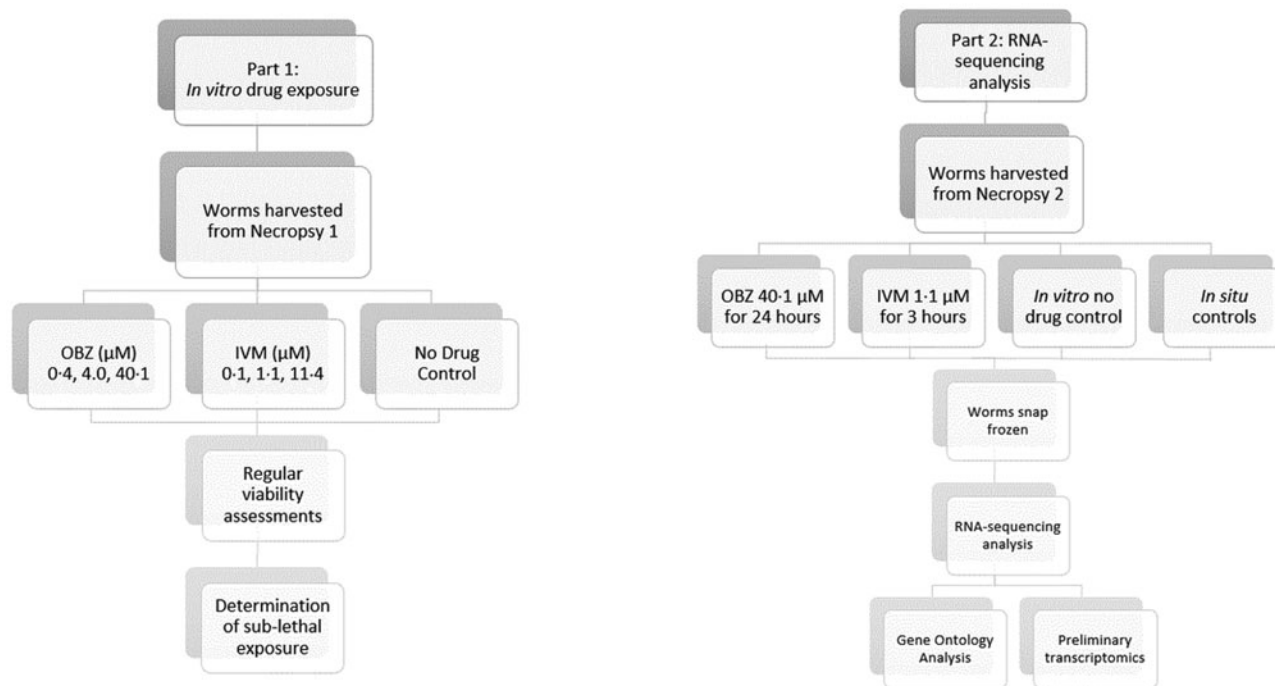 Part 1:
In vitro drug exposure
Worms harvested
from Necropsy 1
OBZ (µM)
0·4, 4.0, 40·1
IVM (µM)
0·1, 1·1, 11·4
No Drug
Control
Regular
viability
assessments
Determination
of sub-lethal
exposure
Part 2: RNA-
sequencing
analysis
Worms harvested
from Necropsy 2
OBZ 40·1 µM
for 24 hours
IVM 1·1 µM
for 3 hours
In vitro no
drug control
In situ
controls
Worms snap
frozen
RNA-sequencing
analysis
Gene Ontology
Analysis
Preliminary
transcriptomics